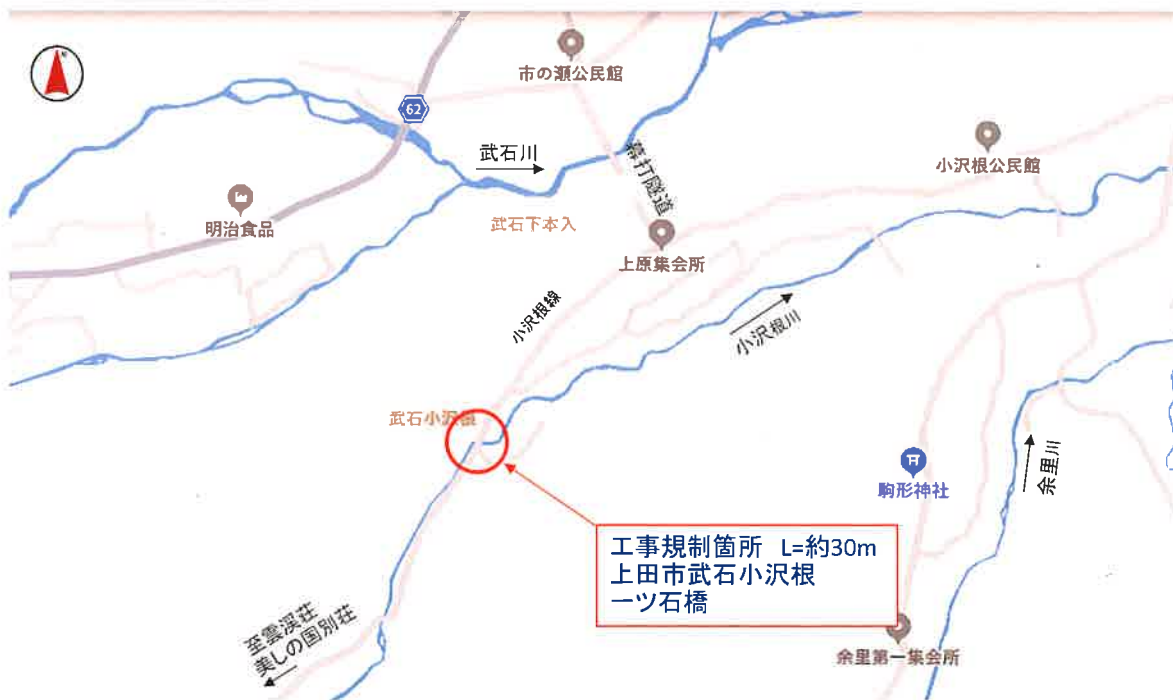 N
市の瀬公民館
62
武石川
幕打隧道
小沢根公民館
明治食品
武石下本入
上原集会所
小沢根線
小沢根川
武石小沢根
余里川
駒形神社
工事規制箇所 L=約30m
上田市武石小沢根
一ツ石橋
至雲渓荘
美しの国別荘
余里第一集会所